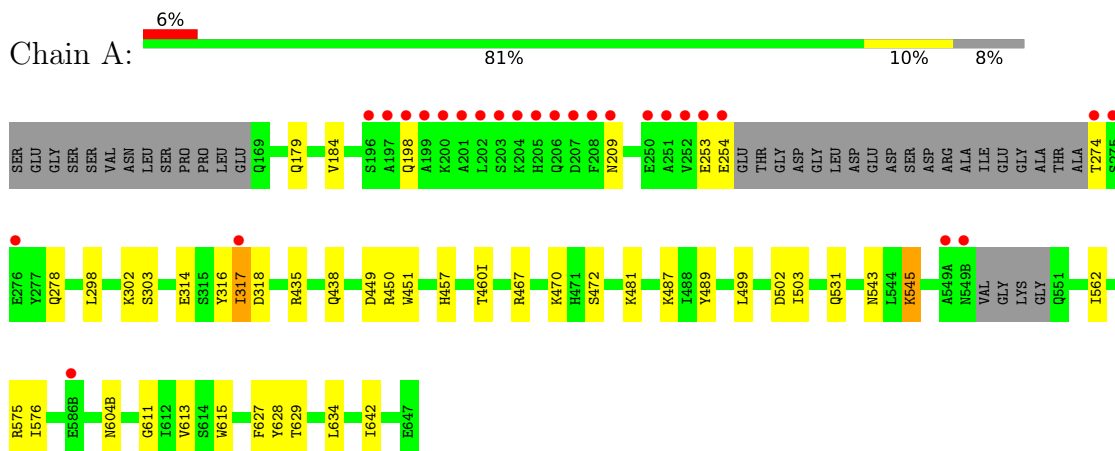 6%
Chain A:
81% 10% 8%
SER GLU GLY SER SER VAL ASN LEU SER PRO PRO LEU GLU Q169 Q179 V184 S196 A197 Q198 A199 K200 A201 L202 S203 K204 H205 Q206 D207 F208 N209 E250 A251 V252 E253 E254 GLU THR GLY ASP GLY LEU ASP GLU ASP SER ASP ARG ALA ILE GLU GLY ALA THR ALA T274 S275
E276 Y277 Q278 L298 K302 S303 E314 S315 Y316 I317 D318 R435 Q438 D449 R450 W451 H457 T460I R467 K470 H471 S472 K481 K487 I488 Y489 L499 D502 I503 Q531 N543 L544 K545 A549A N549B VAL GLY LYS GLY Q551 I562
R575 I576 E586B N604B G611 I612 V613 S614 W615 F627 Y628 T629 L634 I642 E647